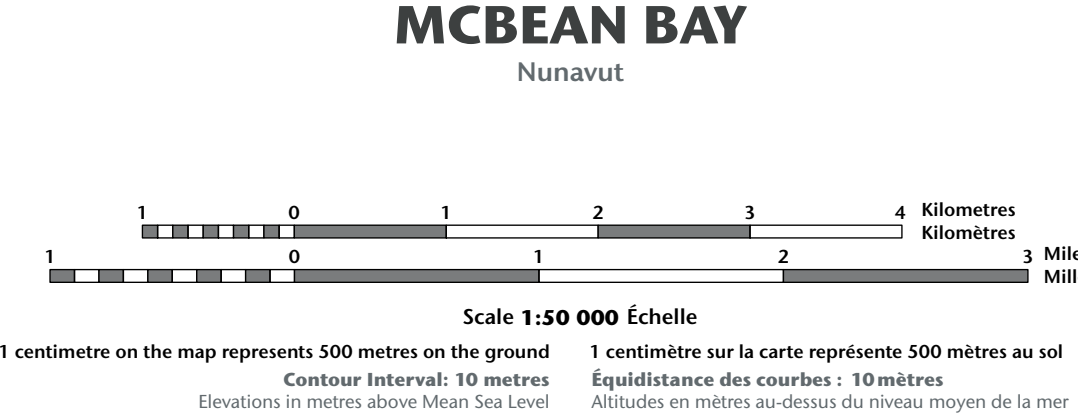 MCBEAN BAY
Nunavut
1 0 1 2 3 4 Kilometres
Kilomètres
1 0 1 2 3 Mile
Mill
Scale 1:50 000 Échelle
1 centimetre on the map represents 500 metres on the ground
1 centimètre sur la carte représente 500 mètres au sol
Contour Interval: 10 metres
Équidistance des courbes : 10 mètres
Elevations in metres above Mean Sea Level
Altitudes en mètres au-dessus du niveau moyen de la mer